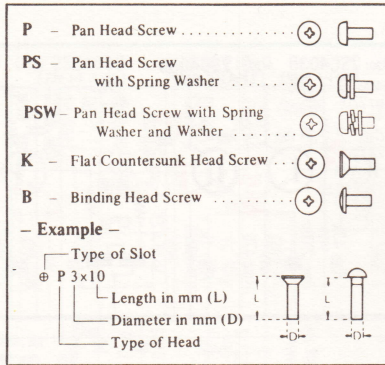 P – Pan Head Screw ..........
PS – Pan Head Screw
with Spring Washer .......
PSW – Pan Head Screw with Spring
Washer and Washer .......
K – Flat Countersunk Head Screw ...
B – Binding Head Screw ........
– Example –
Type of Slot
⊕ P 3×10
Length in mm (L)
Diameter in mm (D)
Type of Head
L L
D D